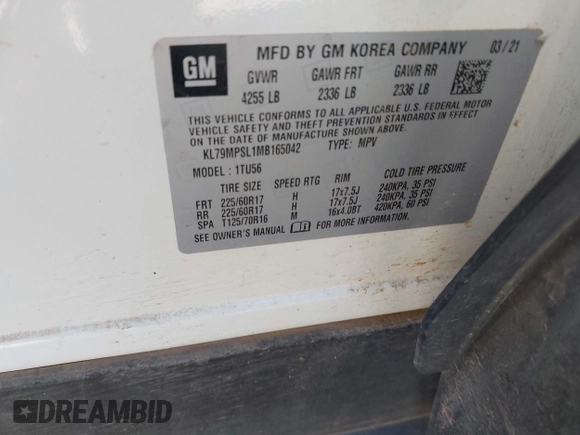 GM
MFD BY GM KOREA COMPANY 03/21
GVWR GAWR FRT GAWR RR
4255 LB 2336 LB 2336 LB
THIS VEHICLE CONFORMS TO ALL APPLICABLE U.S. FEDERAL MOTOR
VEHICLE SAFETY AND THEFT PREVENTION STANDARDS IN EFFECT
ON THE DATE OF MANUFACTURE SHOWN ABOVE.
KL79MPSL1MB165042 TYPE: MPV
MODEL : 1TU56
TIRE SIZE SPEED RTG RIM COLD TIRE PRESSURE
FRT 225/60R17 H 17x7.5J 240KPA, 35 PSI
RR 225/60R17 H 17x7.5J 240KPA, 35 PSI
SPA T125/70R16 M 16x4.0BT 420KPA, 60 PSI
SEE OWNER'S MANUAL FOR MORE INFORMATION.
DREAMBID